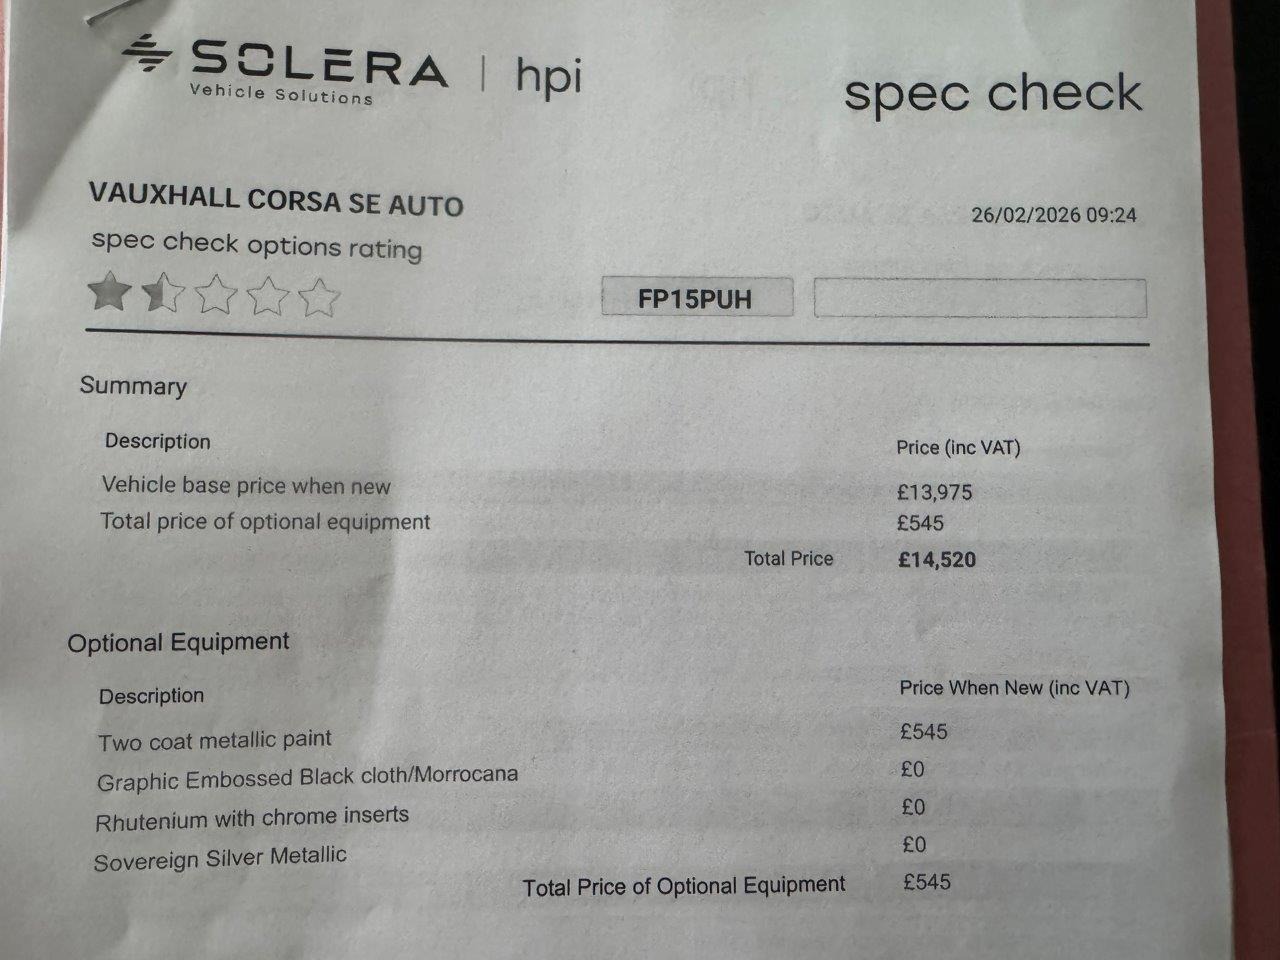 SOLERA | hpi
Vehicle Solutions
spec check
VAUXHALL CORSA SE AUTO
26/02/2026 09:24
spec check options rating
FP15PUH
Summary
Description Price (inc VAT)
Vehicle base price when new £13,975
Total price of optional equipment £545
Total Price £14,520
Optional Equipment
Description Price When New (inc VAT)
Two coat metallic paint £545
Graphic Embossed Black cloth/Morrocana £0
Rhutenium with chrome inserts £0
Sovereign Silver Metallic £0
Total Price of Optional Equipment £545